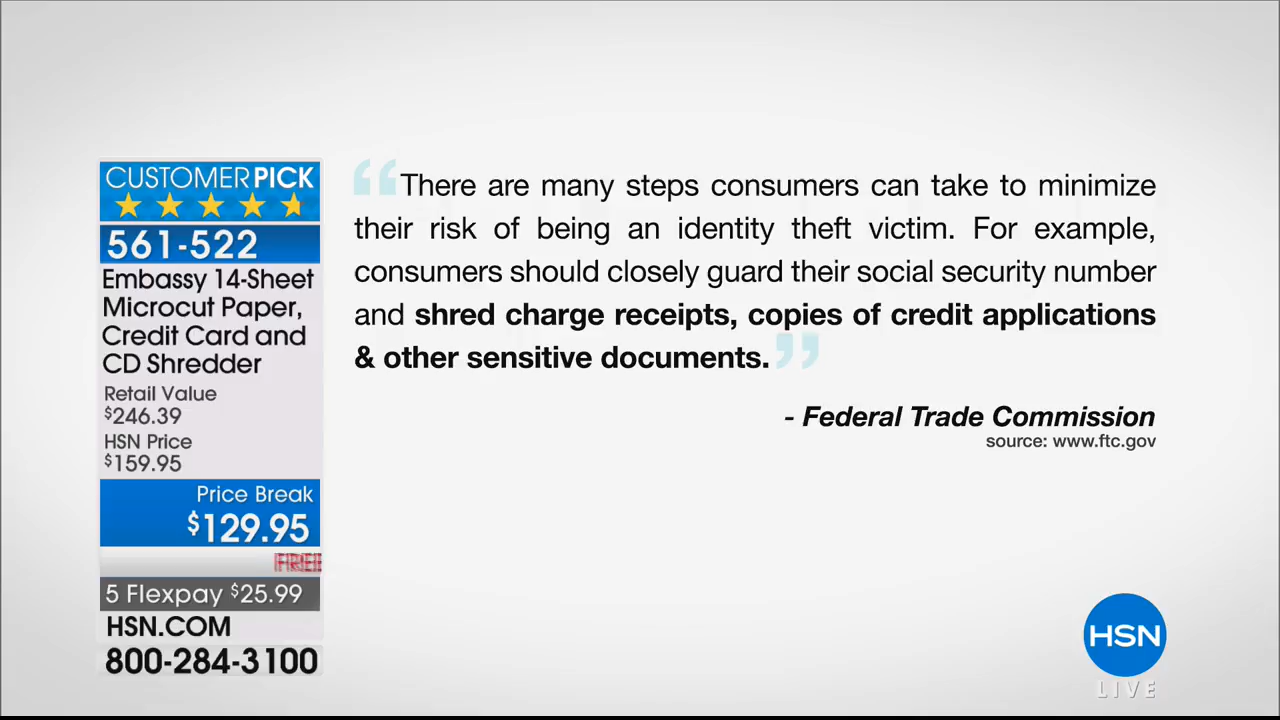 CUSTOMERPICK
561-522
Embassy 14-Sheet
Microcut Paper,
Credit Card and
CD Shredder
Retail Value
$246.39
HSN Price
$159.95
Price Break
$129.95
FREE
5 Flexpay $25.99
HSN.COM
800-284-3100
“There are many steps consumers can take to minimize
their risk of being an identity theft victim. For example,
consumers should closely guard their social security number
and shred charge receipts, copies of credit applications
& other sensitive documents.”
- Federal Trade Commission
source: www.ftc.gov
HSN
LIVE